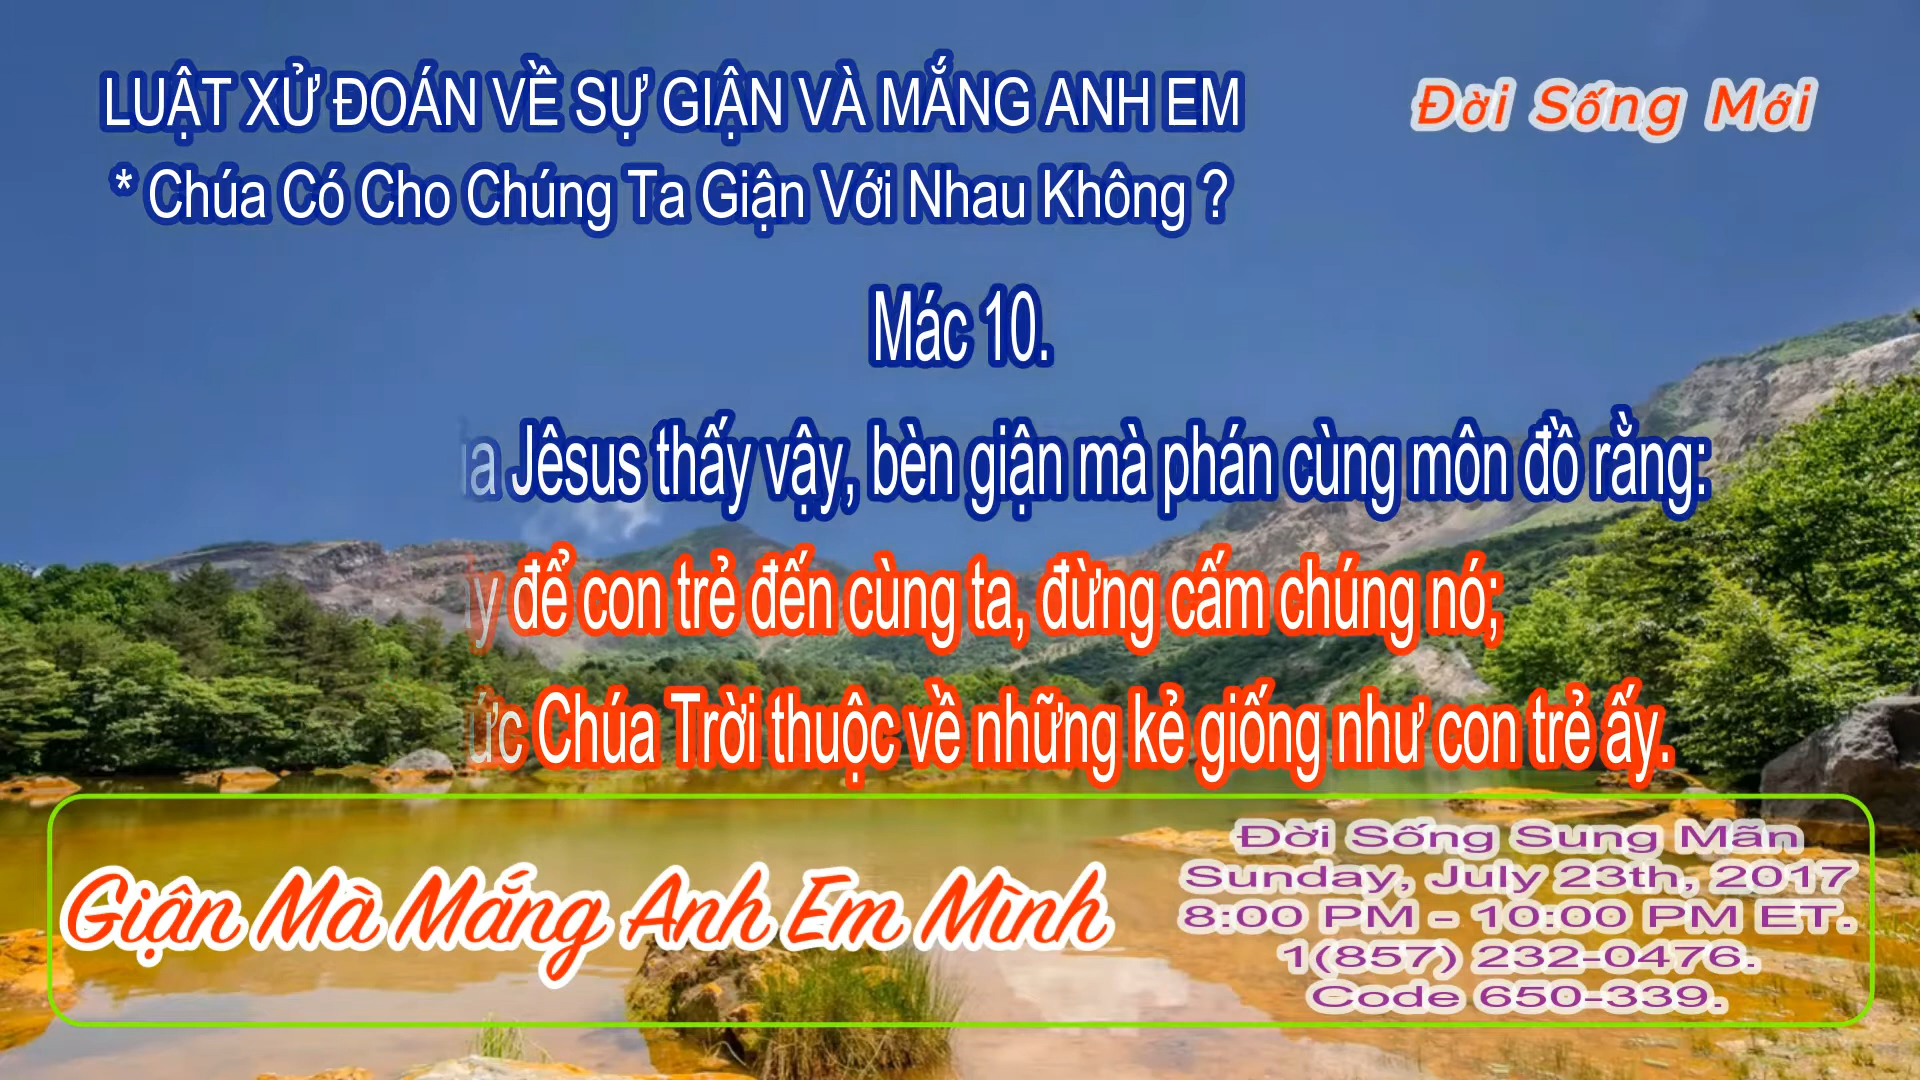 LUẬT XỬ ĐOÁN VỀ SỰ GIẬN VÀ MẮNG ANH EM
Đời Sống Mới
* Chúa Có Cho Chúng Ta Giận Với Nhau Không ?
Mác 10.
Jêsus thấy vậy, bèn giận mà phán cùng môn đồ rằng:
để con trẻ đến cùng ta, đừng cấm chúng nó;
Chúa Trời thuộc về những kẻ giống như con trẻ ấy.
Giận Mà Mắng Anh Em Mình
Đời Sống Sung Mãn
Sunday, July 23th, 2017
8:00 PM - 10:00 PM ET.
1(857) 232-0476.
Code 650-339.